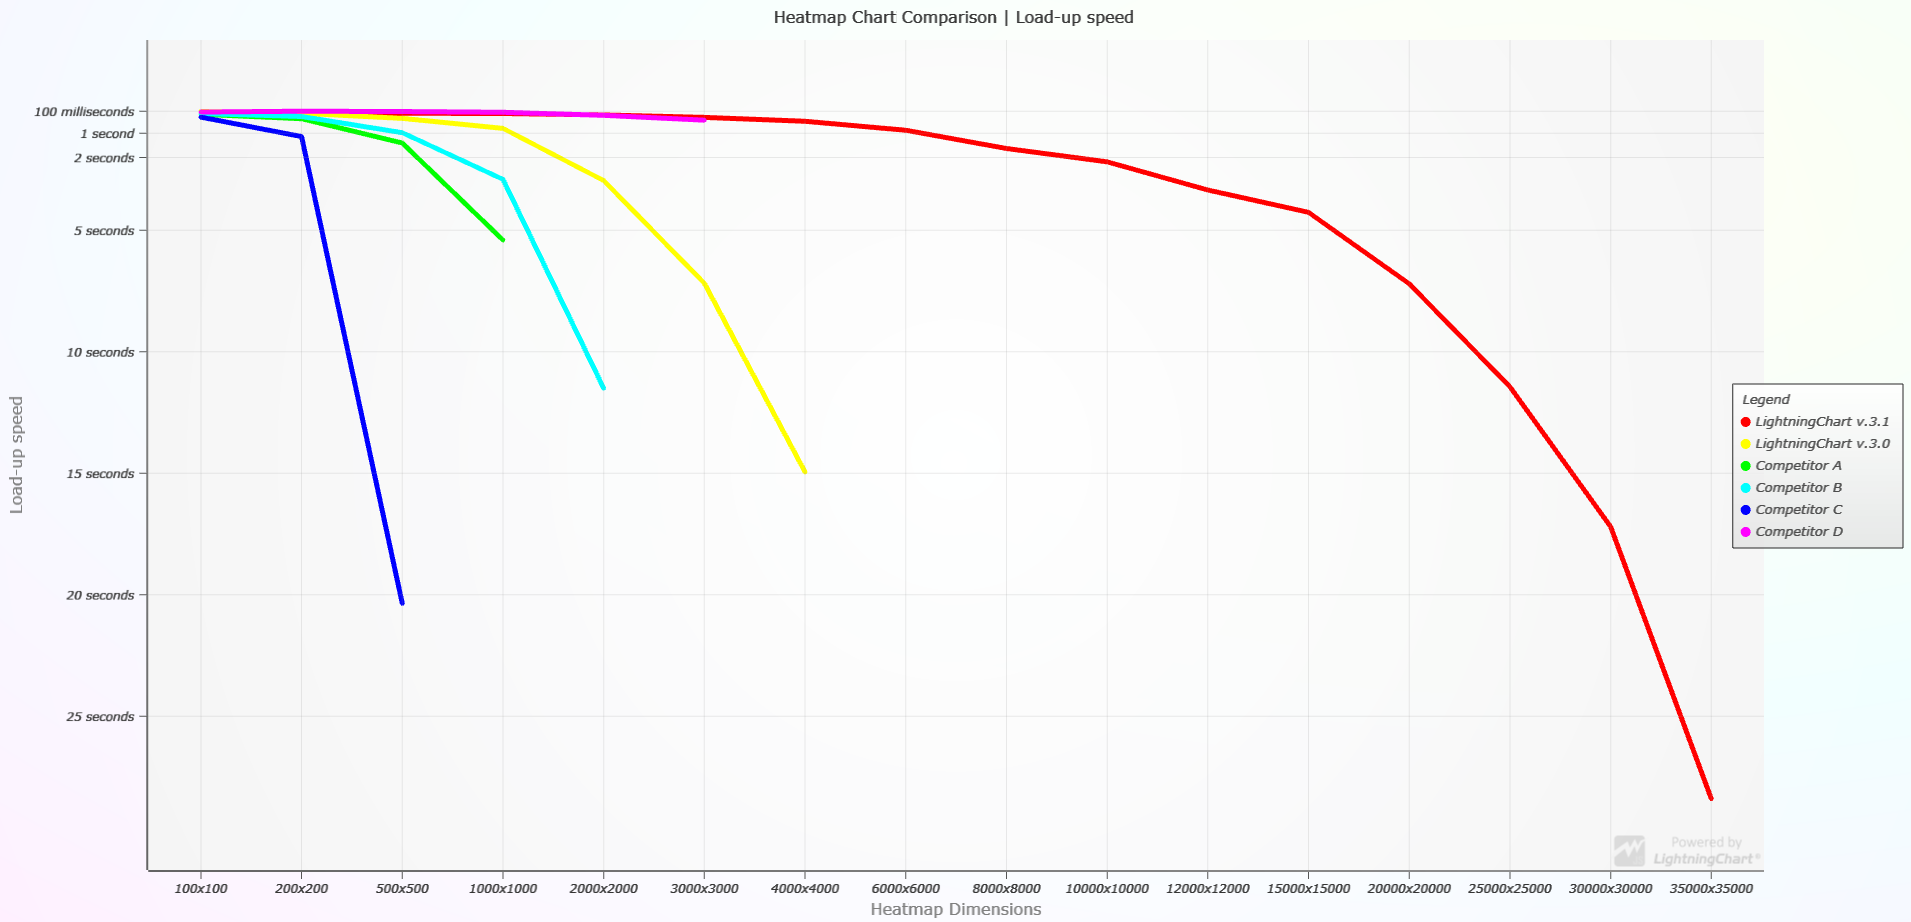 Heatmap Chart Comparison | Load-up speed
100 milliseconds
1 second
2 seconds
5 seconds
10 seconds
15 seconds
20 seconds
25 seconds
Load-up speed
Legend
LightningChart v.3.1
LightningChart v.3.0
Competitor A
Competitor B
Competitor C
Competitor D
Powered by
LightningChart®
100x100 200x200 500x500 1000x1000 2000x2000 3000x3000 4000x4000 6000x6000 8000x8000 10000x10000 12000x12000 15000x15000 20000x20000 25000x25000 30000x30000 35000x35000
Heatmap Dimensions